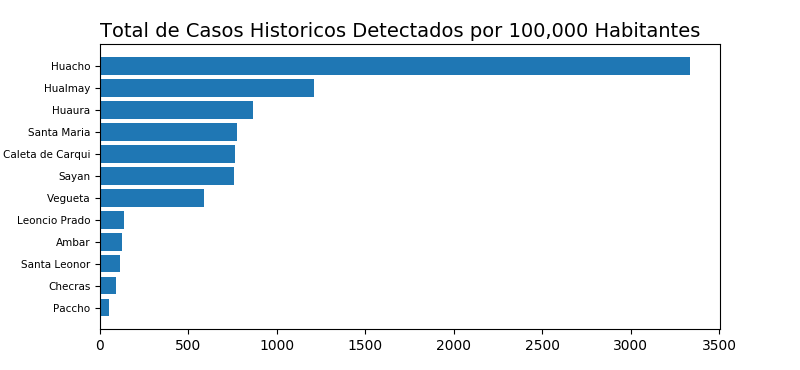 Total de Casos Historicos Detectados por 100,000 Habitantes
Huacho
Hualmay
Huaura
Santa Maria
Caleta de Carqui
Sayan
Vegueta
Leoncio Prado
Ambar
Santa Leonor
Checras
Paccho
0 500 1000 1500 2000 2500 3000 3500